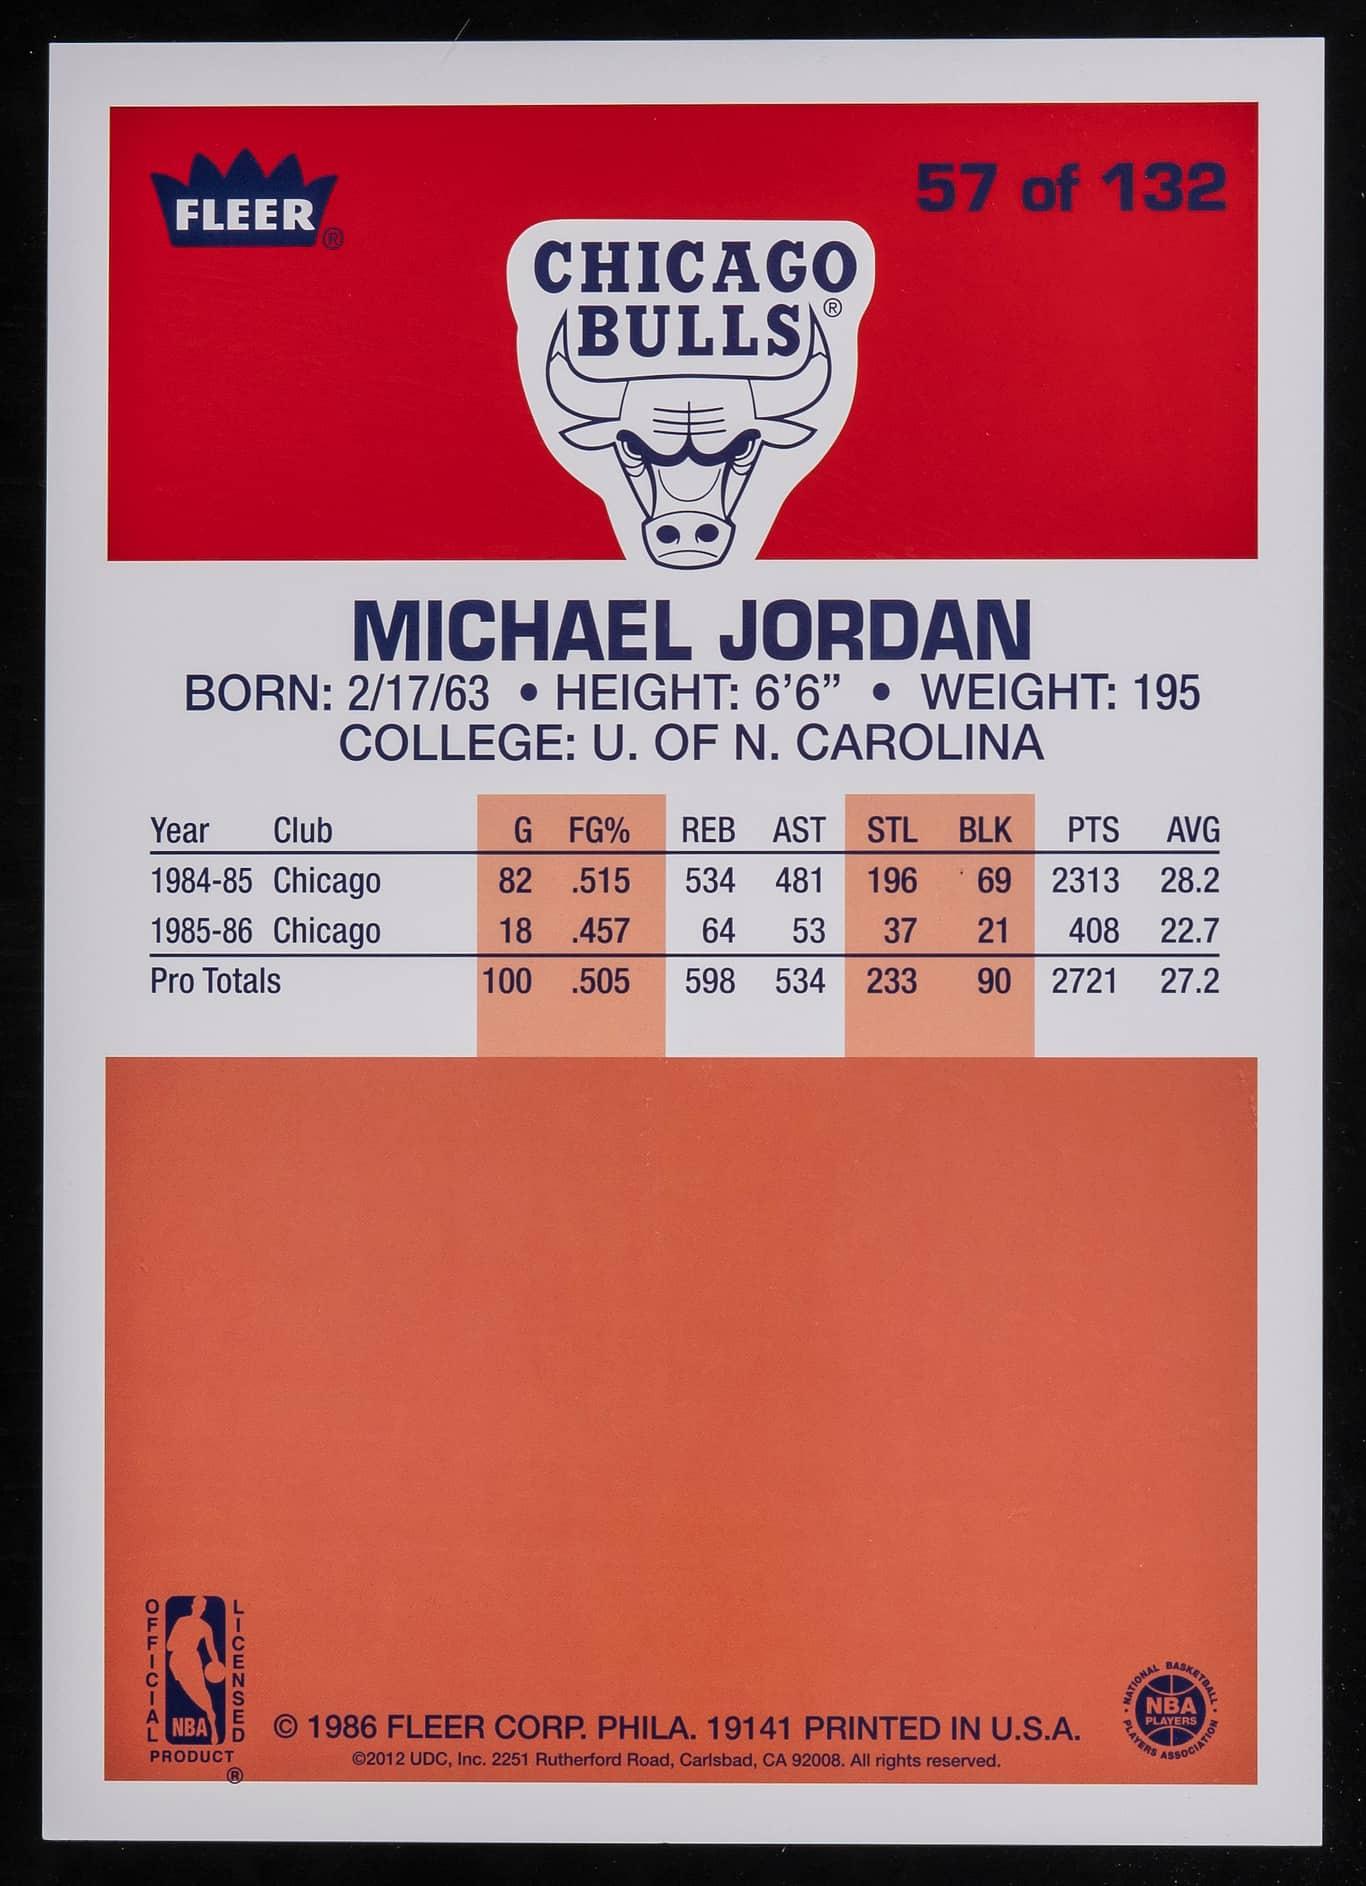 FLEER®
57 of 132
CHICAGO
BULLS®
MICHAEL JORDAN
BORN: 2/17/63 • HEIGHT: 6’6” • WEIGHT: 195
COLLEGE: U. OF N. CAROLINA
Year Club G FG% REB AST STL BLK PTS AVG
1984-85 Chicago 82 .515 534 481 196 69 2313 28.2
1985-86 Chicago 18 .457 64 53 37 21 408 22.7
Pro Totals 100 .505 598 534 233 90 2721 27.2
OFFICIAL
LICENSED
NBA
PRODUCT
®
© 1986 FLEER CORP. PHILA. 19141 PRINTED IN U.S.A.
©2012 UDC, Inc. 2251 Rutherford Road, Carlsbad, CA 92008. All rights reserved.
• NATIONAL BASKETBALL •
NBA
PLAYERS
PLAYERS ASSOCIATION